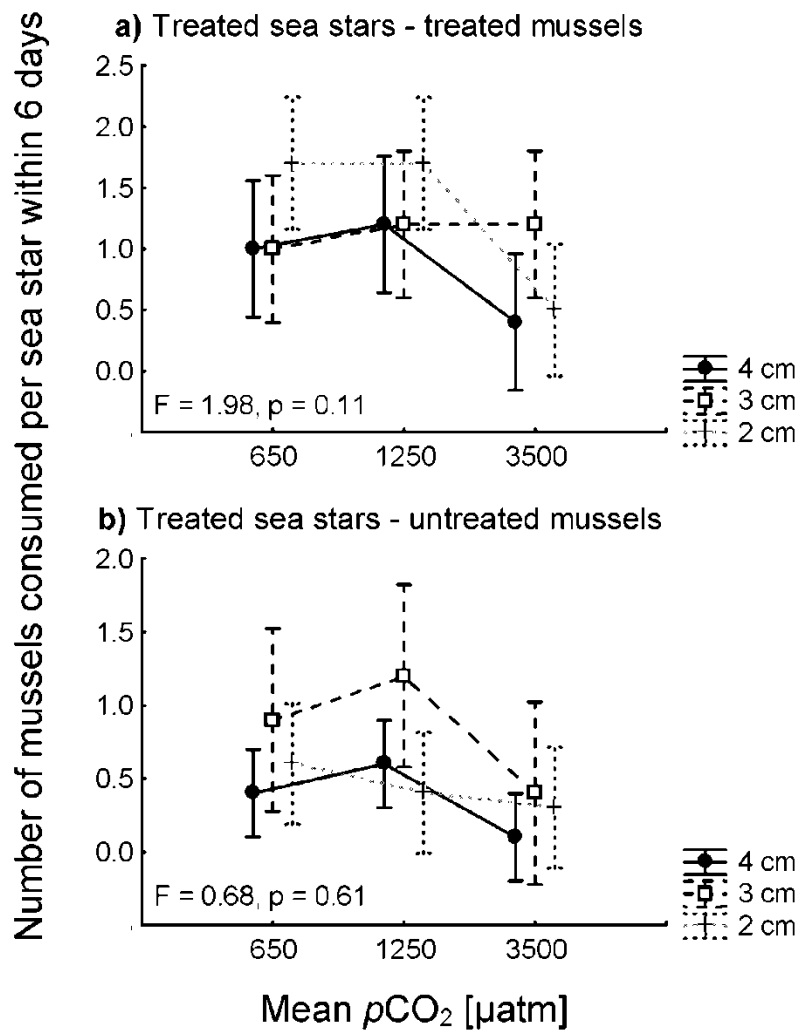 Number of mussels consumed per sea star within 6 days
a) Treated sea stars - treated mussels
2.5
2.0
1.5
1.0
0.5
0.0
F = 1.98, p = 0.11
650 1250 3500
4 cm
3 cm
2 cm
b) Treated sea stars - untreated mussels
2.0
1.5
1.0
0.5
0.0
F = 0.68, p = 0.61
650 1250 3500
4 cm
3 cm
2 cm
Mean pCO₂ [µatm]